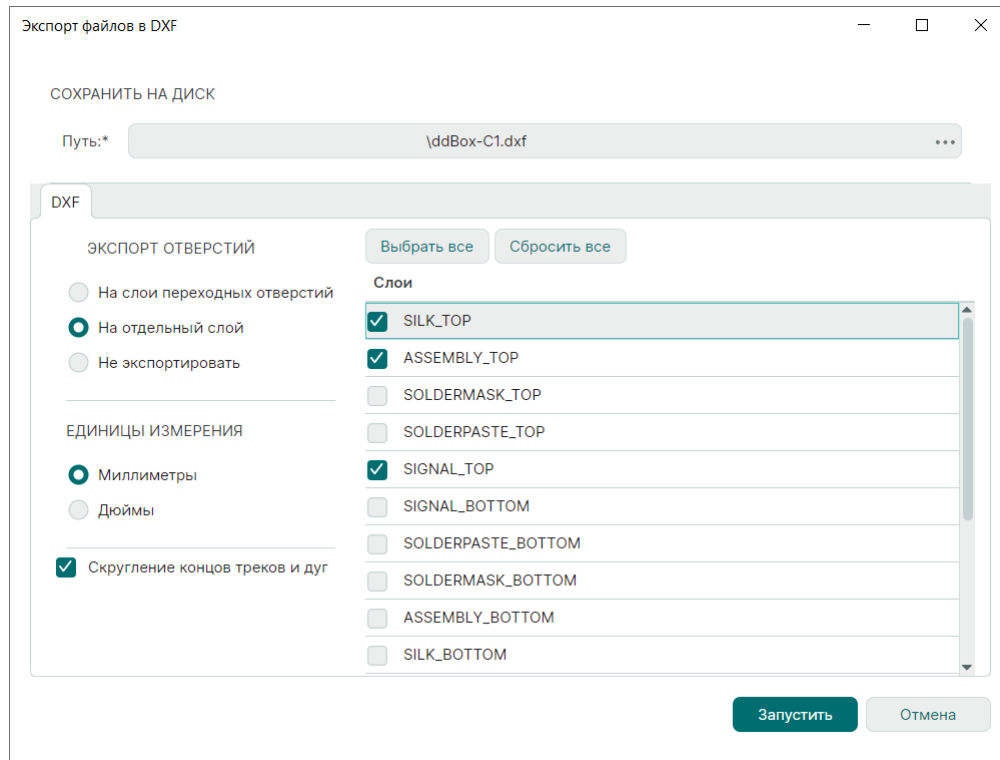 Экспорт файлов в DXF
СОХРАНИТЬ НА ДИСК
Путь:* \ddBox-C1.dxf
DXF
ЭКСПОРТ ОТВЕРСТИЙ
На слои переходных отверстий
На отдельный слой
Не экспортировать
ЕДИНИЦЫ ИЗМЕРЕНИЯ
Миллиметры
Дюймы
Скругление концов треков и дуг
Выбрать все Сбросить все
Слои
SILK_TOP
ASSEMBLY_TOP
SOLDERMASK_TOP
SOLDERPASTE_TOP
SIGNAL_TOP
SIGNAL_BOTTOM
SOLDERPASTE_BOTTOM
SOLDERMASK_BOTTOM
ASSEMBLY_BOTTOM
SILK_BOTTOM
Запустить Отмена